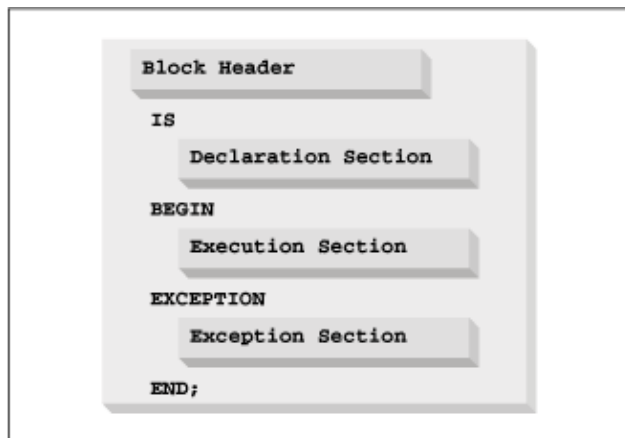 Block Header
IS
Declaration Section
BEGIN
Execution Section
EXCEPTION
Exception Section
END;